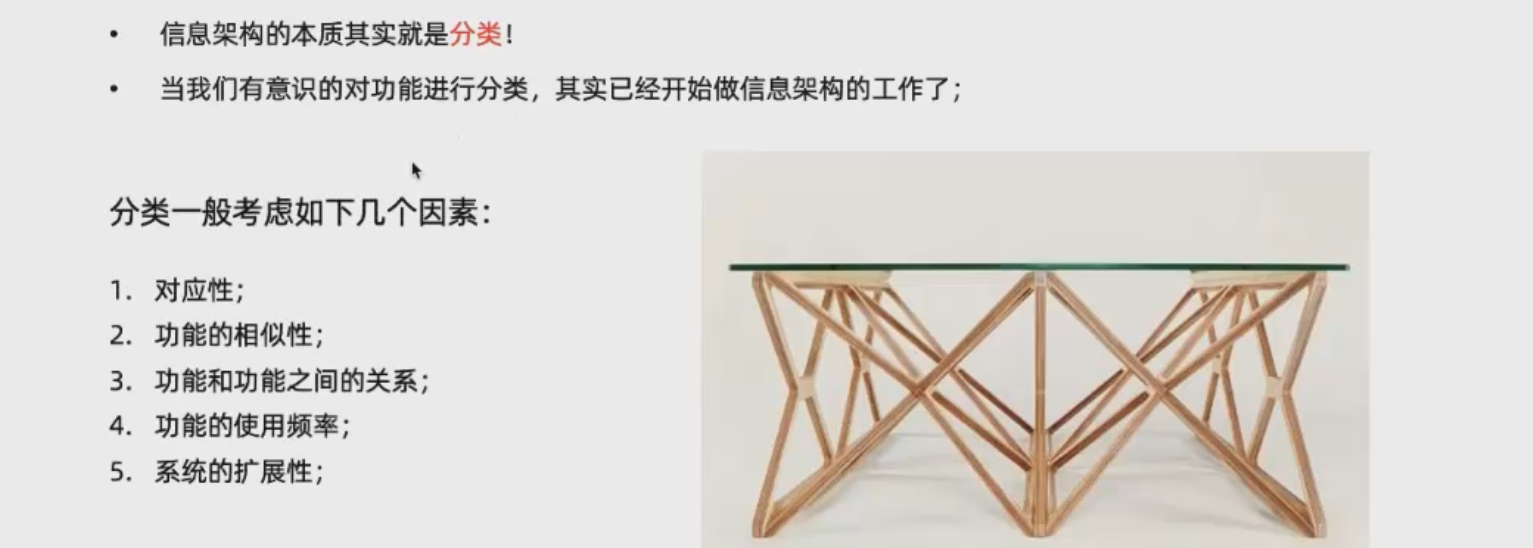 • 信息架构的本质其实就是分类!
• 当我们有意识的对功能进行分类，其实已经开始做信息架构的工作了；
分类一般考虑如下几个因素：
1. 对应性；
2. 功能的相似性；
3. 功能和功能之间的关系；
4. 功能的使用频率；
5. 系统的扩展性；